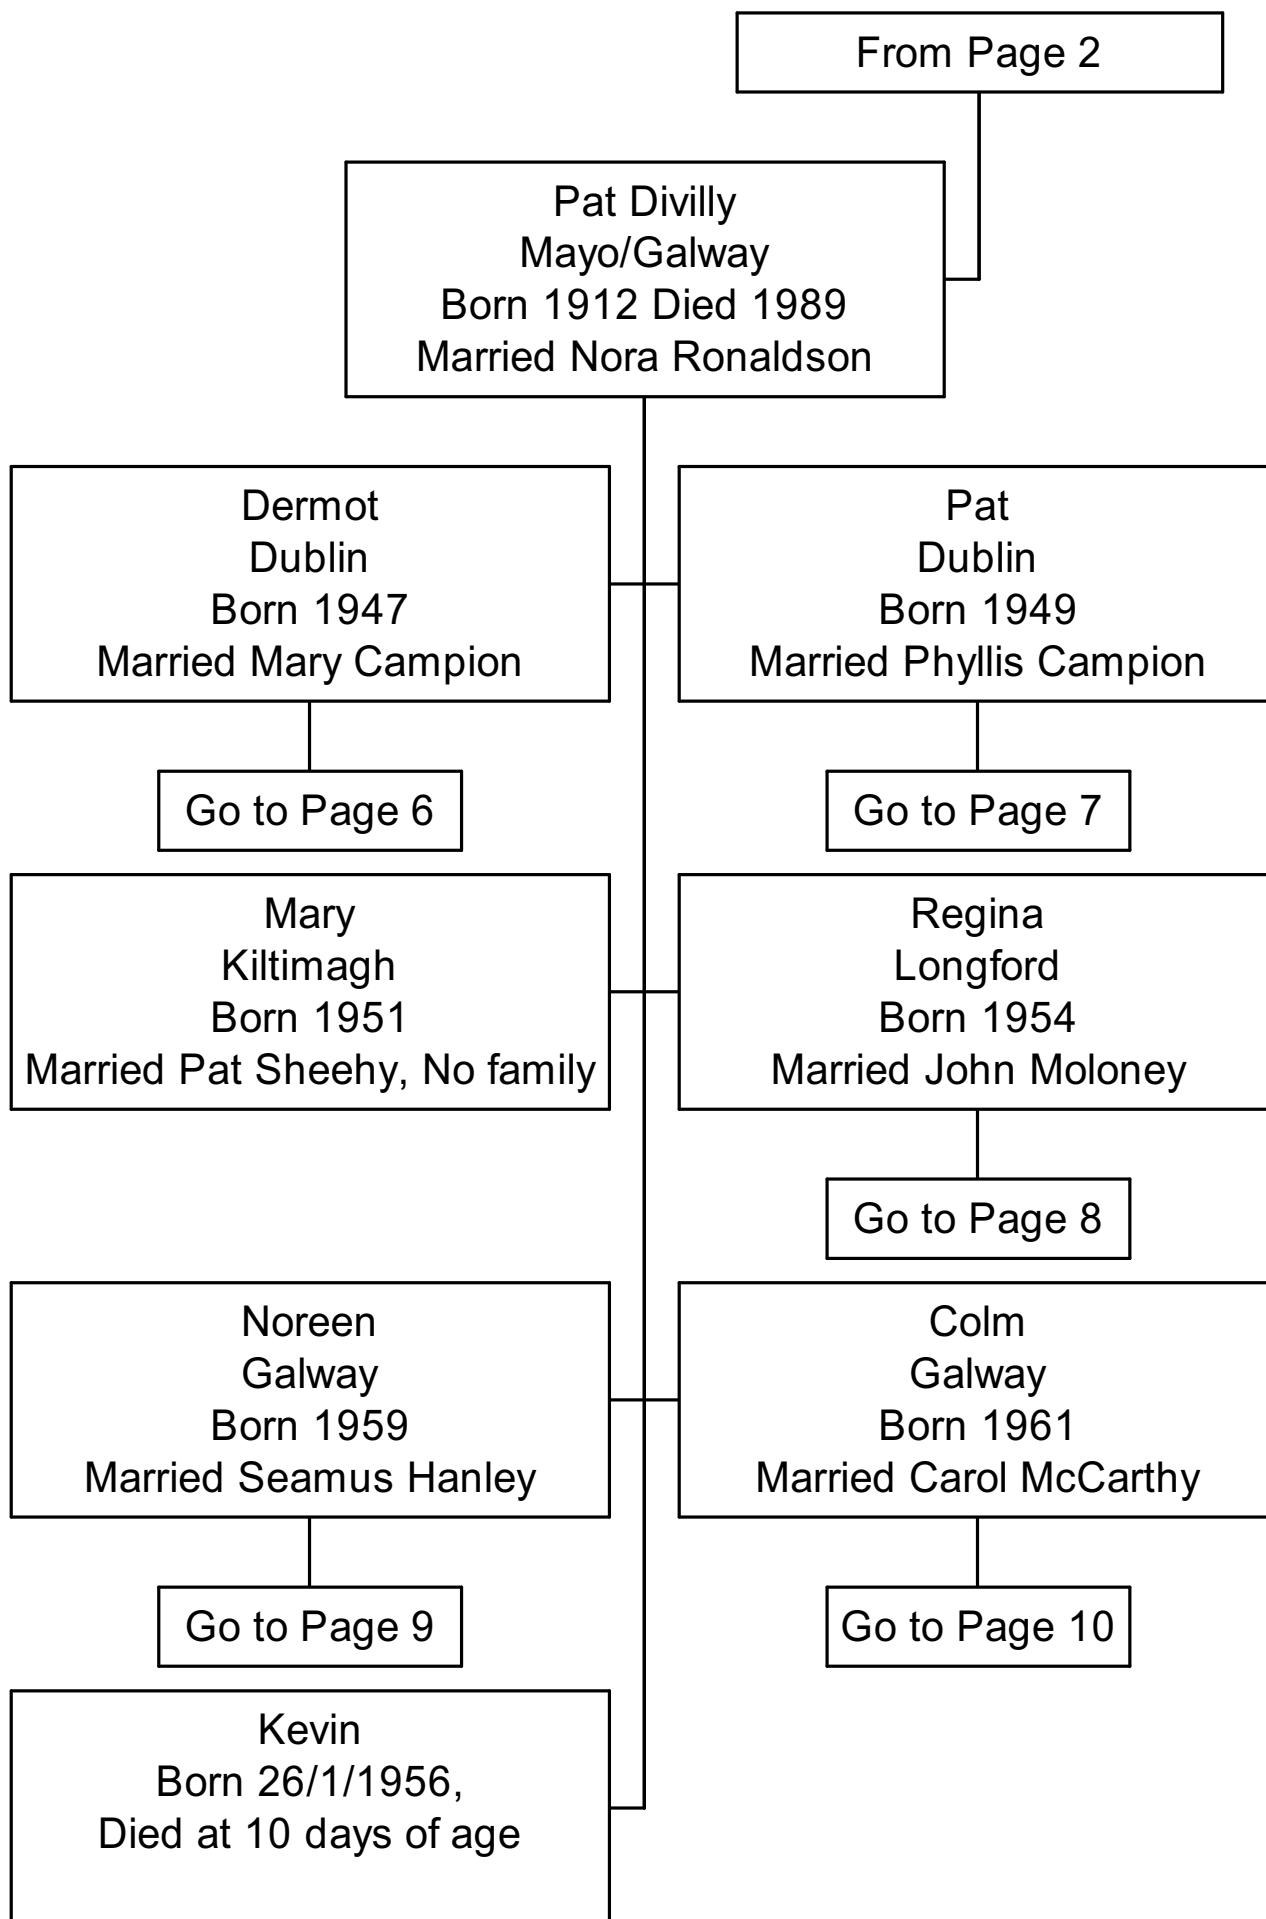 From Page 2
Pat Divilly
Mayo/Galway
Born 1912 Died 1989
Married Nora Ronaldson
Dermot
Dublin
Born 1947
Married Mary Campion
Pat
Dublin
Born 1949
Married Phyllis Campion
Go to Page 6
Go to Page 7
Mary
Kiltimagh
Born 1951
Married Pat Sheehy, No family
Regina
Longford
Born 1954
Married John Moloney
Go to Page 8
Noreen
Galway
Born 1959
Married Seamus Hanley
Colm
Galway
Born 1961
Married Carol McCarthy
Go to Page 9
Go to Page 10
Kevin
Born 26/1/1956,
Died at 10 days of age